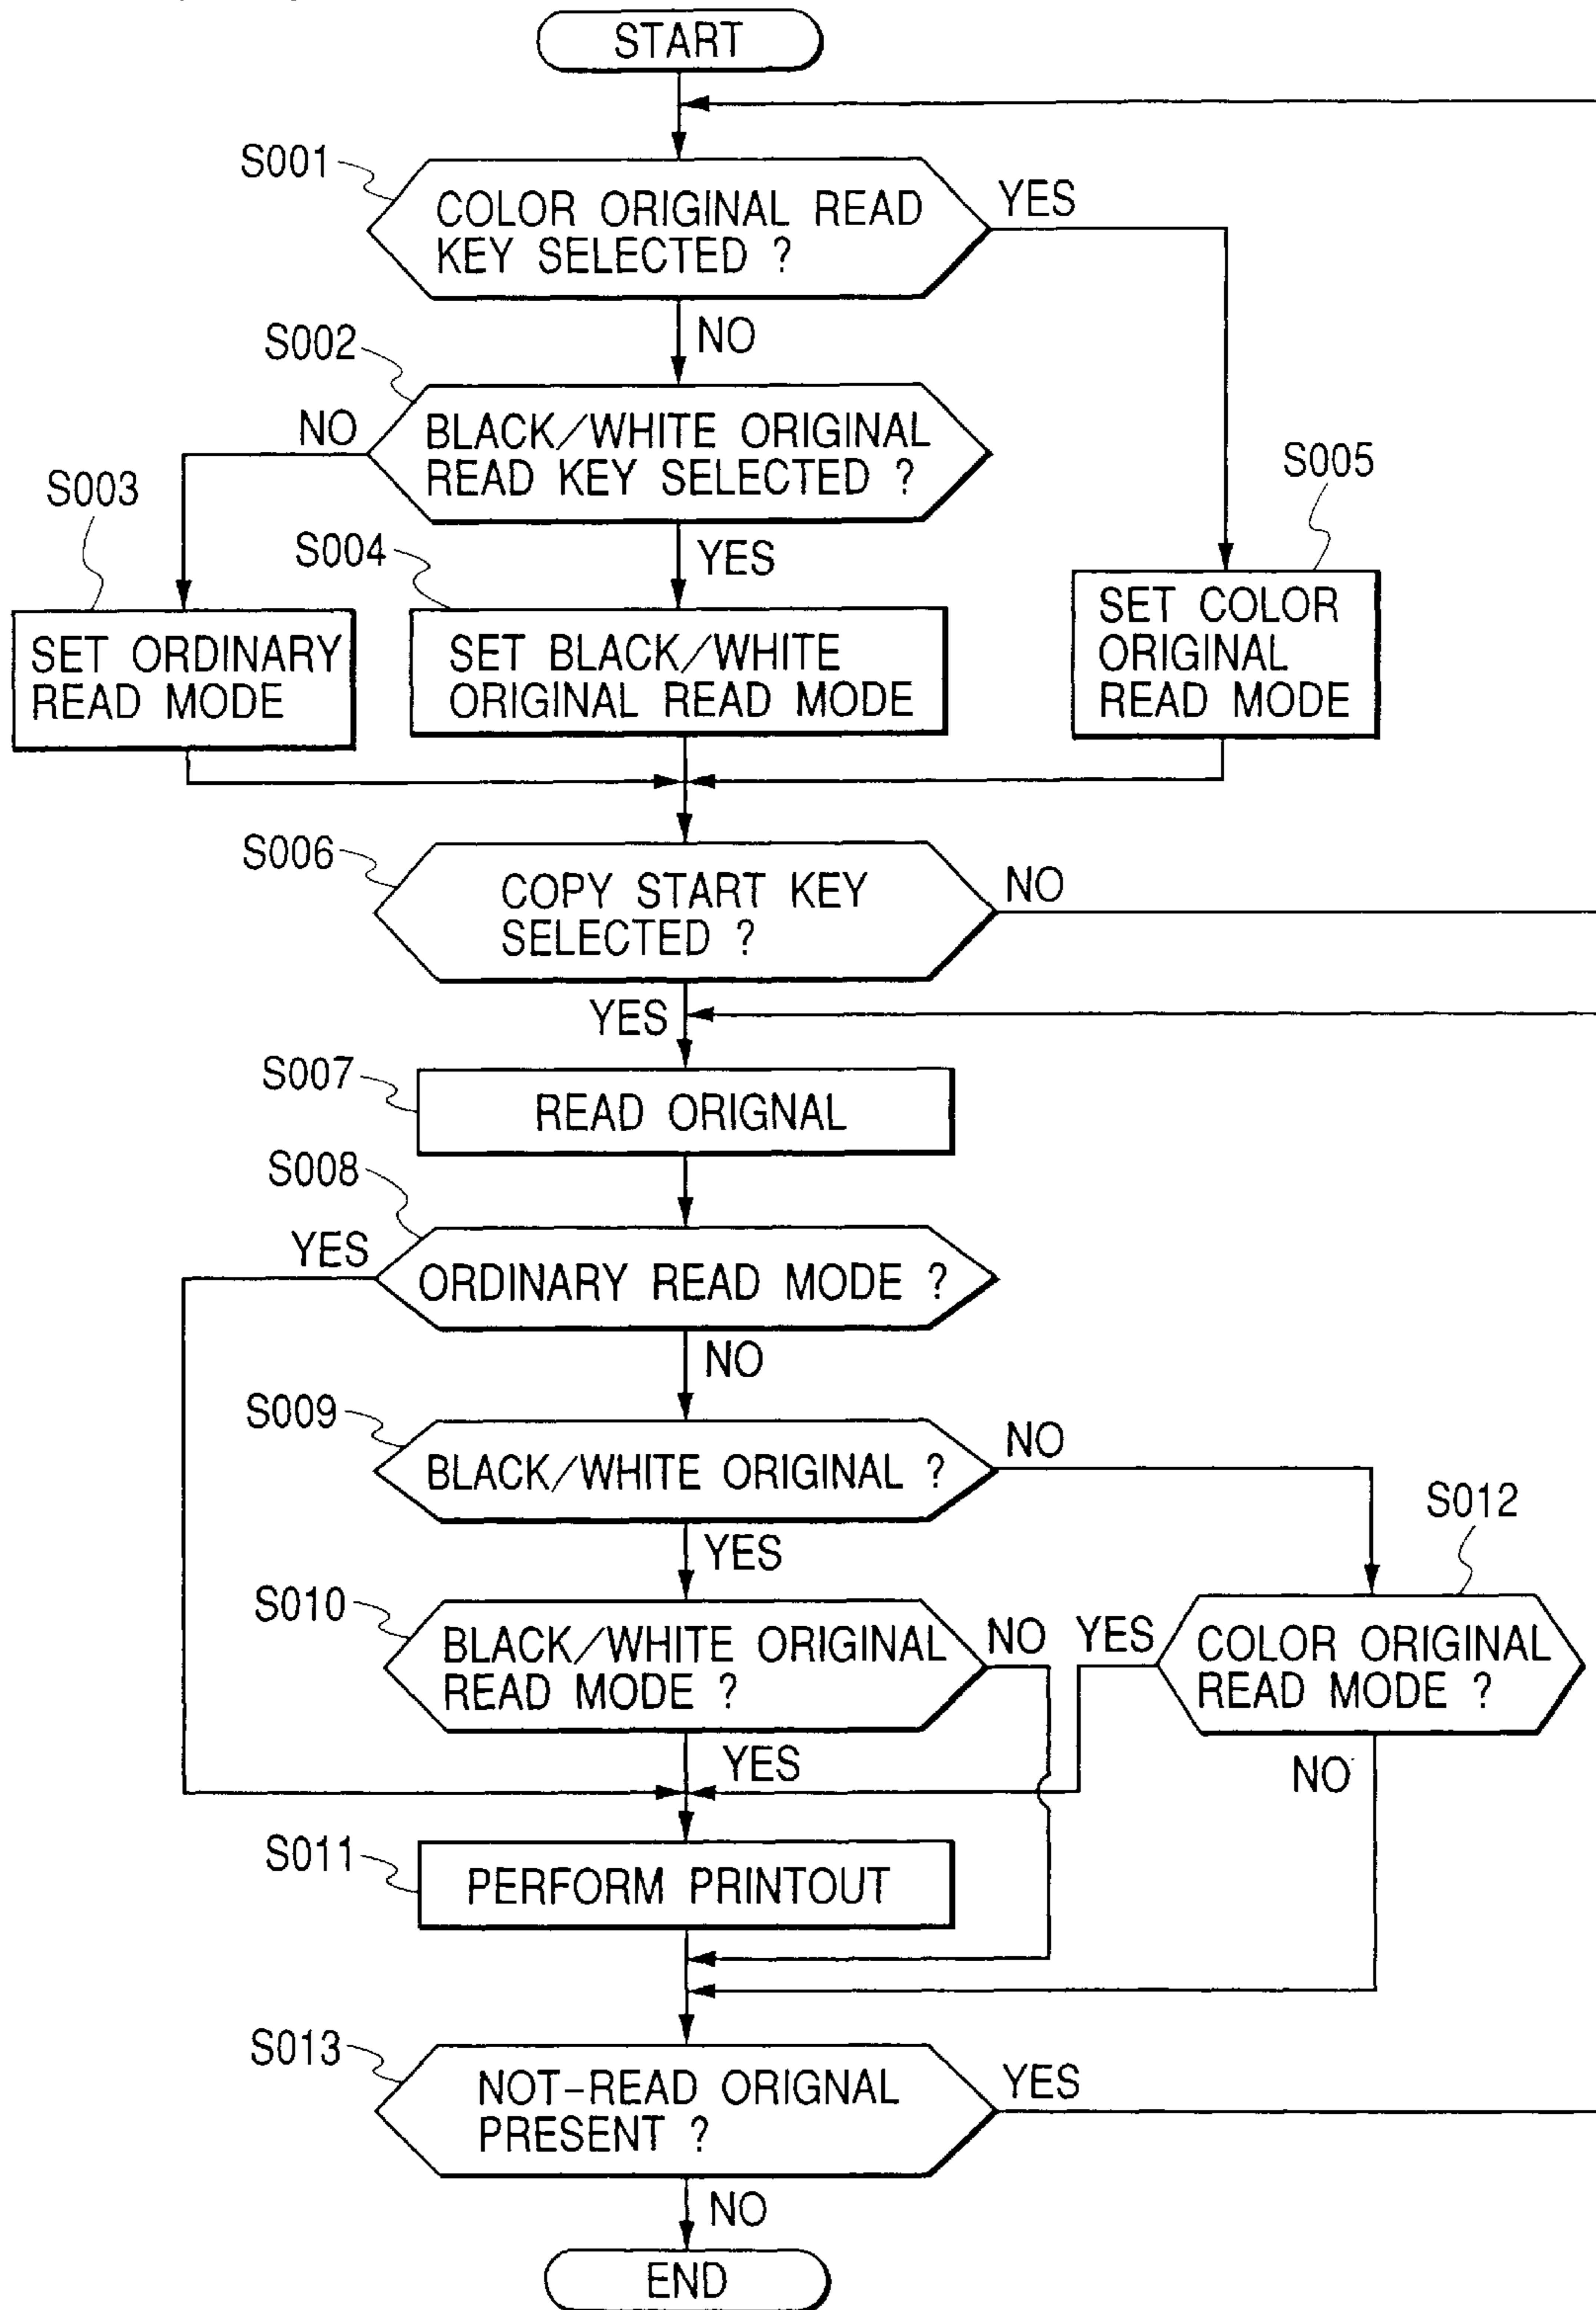 START
S001
COLOR ORIGINAL READ
KEY SELECTED ?
YES
NO
S002
BLACK/WHITE ORIGINAL
READ KEY SELECTED ?
NO
YES
S003
SET ORDINARY
READ MODE
S004
SET BLACK/WHITE
ORIGINAL READ MODE
S005
SET COLOR
ORIGINAL
READ MODE
S006
COPY START KEY
SELECTED ?
NO
YES
S007
READ ORIGNAL
S008
ORDINARY READ MODE ?
YES
NO
S009
BLACK/WHITE ORIGINAL ?
NO
YES
S010
BLACK/WHITE ORIGINAL
READ MODE ?
NO
YES
S012
COLOR ORIGINAL
READ MODE ?
YES
NO
S011
PERFORM PRINTOUT
S013
NOT-READ ORIGNAL
PRESENT ?
YES
NO
END